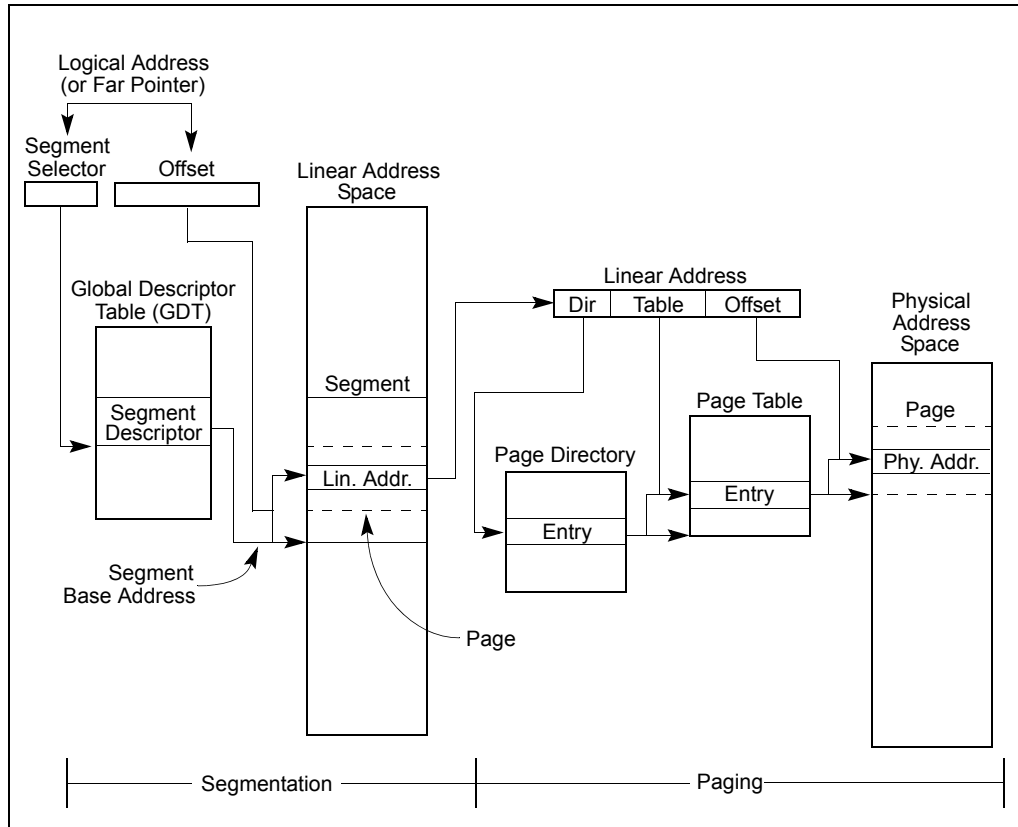 Logical Address
(or Far Pointer)
Segment
Selector
Offset
Linear Address
Space
Global Descriptor
Table (GDT)
Segment
Descriptor
Segment
Lin. Addr.
Segment
Base Address
Page
Linear Address
Dir
Table
Offset
Physical
Address
Space
Page Table
Page
Page Directory
Phy. Addr.
Entry
Entry
Segmentation
Paging